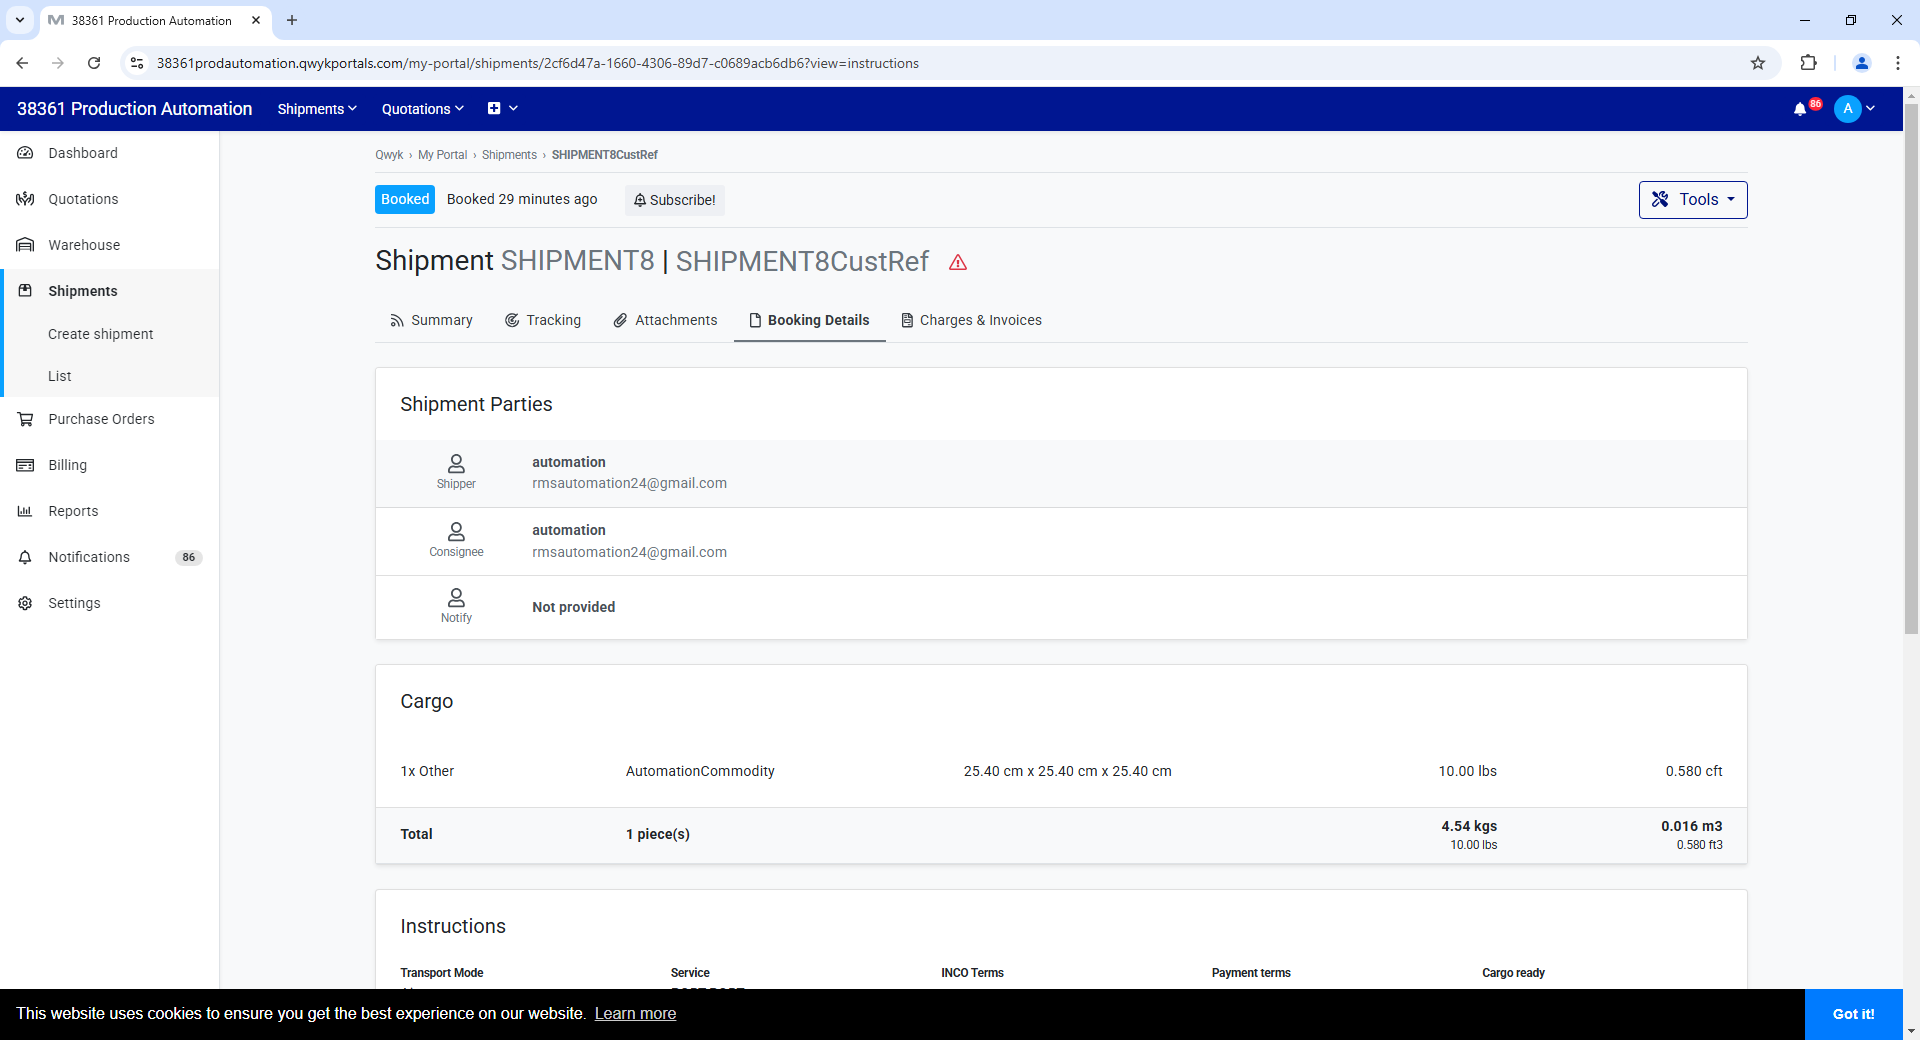 38361 Production Automation
38361prodautomation.qwykportals.com/my-portal/shipments/2cf6d47a-1660-4306-89d7-c0689acb6db6?view=instructions
38361 Production Automation Shipments Quotations 86 A
Dashboard
Quotations
Warehouse
Shipments
Create shipment
List
Purchase Orders
Billing
Reports
Notifications 86
Settings
Qwyk › My Portal › Shipments › SHIPMENT8CustRef
Booked Booked 29 minutes ago Subscribe! Tools
Shipment SHIPMENT8 | SHIPMENT8CustRef
Summary Tracking Attachments Booking Details Charges & Invoices
Shipment Parties
automation
rmsautomation24@gmail.com
Shipper
automation
rmsautomation24@gmail.com
Consignee
Not provided
Notify
Cargo
1x Other AutomationCommodity 25.40 cm x 25.40 cm x 25.40 cm 10.00 lbs 0.580 cft
Total 1 piece(s) 4.54 kgs 0.016 m3
10.00 lbs 0.580 ft3
Instructions
Transport Mode Service INCO Terms Payment terms Cargo ready
This website uses cookies to ensure you get the best experience on our website. Learn more Got it!